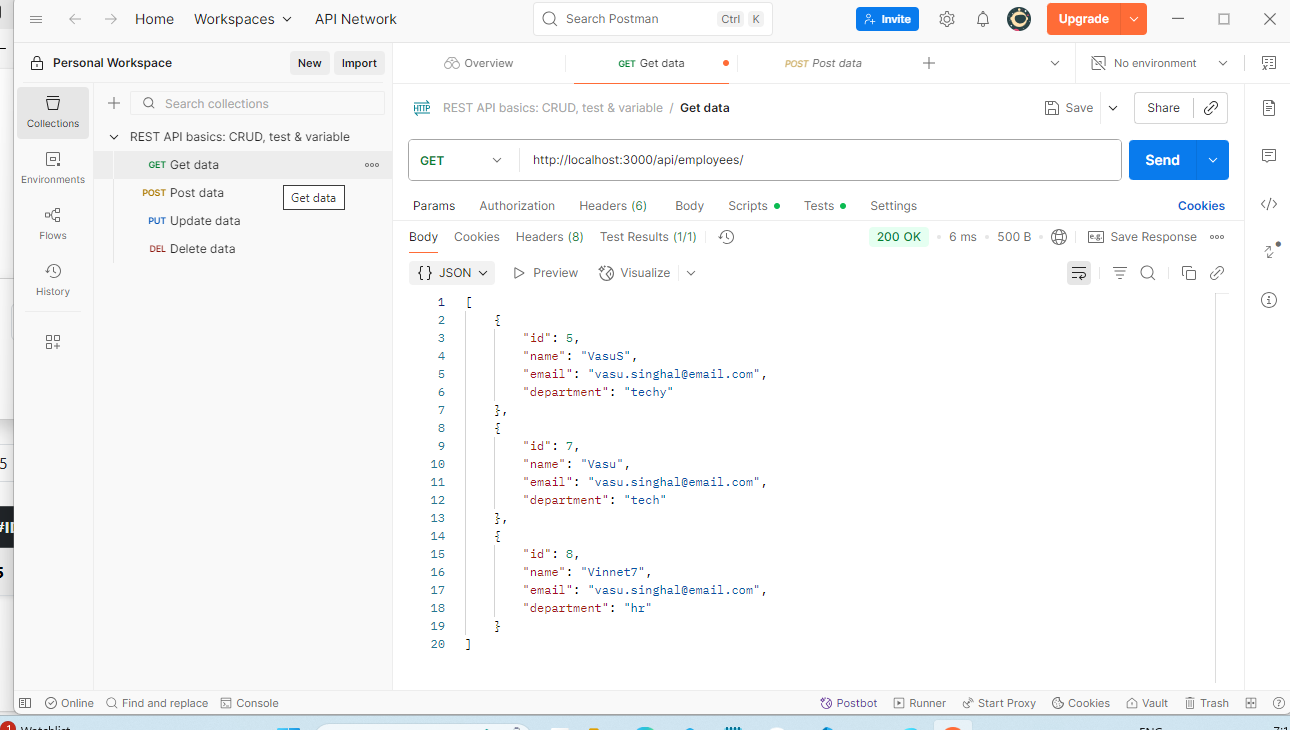 Home Workspaces API Network Search Postman Ctrl K Invite Upgrade
Personal Workspace New Import Overview GET Get data POST Post data No environment
Collections
Environments
Flows
History
Search collections
REST API basics: CRUD, test & variable
GET Get data
POST Post data
Get data
PUT Update data
DEL Delete data
HTTP REST API basics: CRUD, test & variable / Get data Save Share
GET http://localhost:3000/api/employees/ Send
Params Authorization Headers (6) Body Scripts Tests Settings Cookies
Body Cookies Headers (8) Test Results (1/1) 200 OK 6 ms 500 B e.g. Save Response
{} JSON Preview Visualize
1 [
2 {
3 "id": 5,
4 "name": "VasuS",
5 "email": "vasu.singhal@email.com",
6 "department": "techy"
7 },
8 {
9 "id": 7,
10 "name": "Vasu",
11 "email": "vasu.singhal@email.com",
12 "department": "tech"
13 },
14 {
15 "id": 8,
16 "name": "Vinnet7",
17 "email": "vasu.singhal@email.com",
18 "department": "hr"
19 }
20 ]
5
5
Online Find and replace Console Postbot Runner Start Proxy Cookies Vault Trash
1